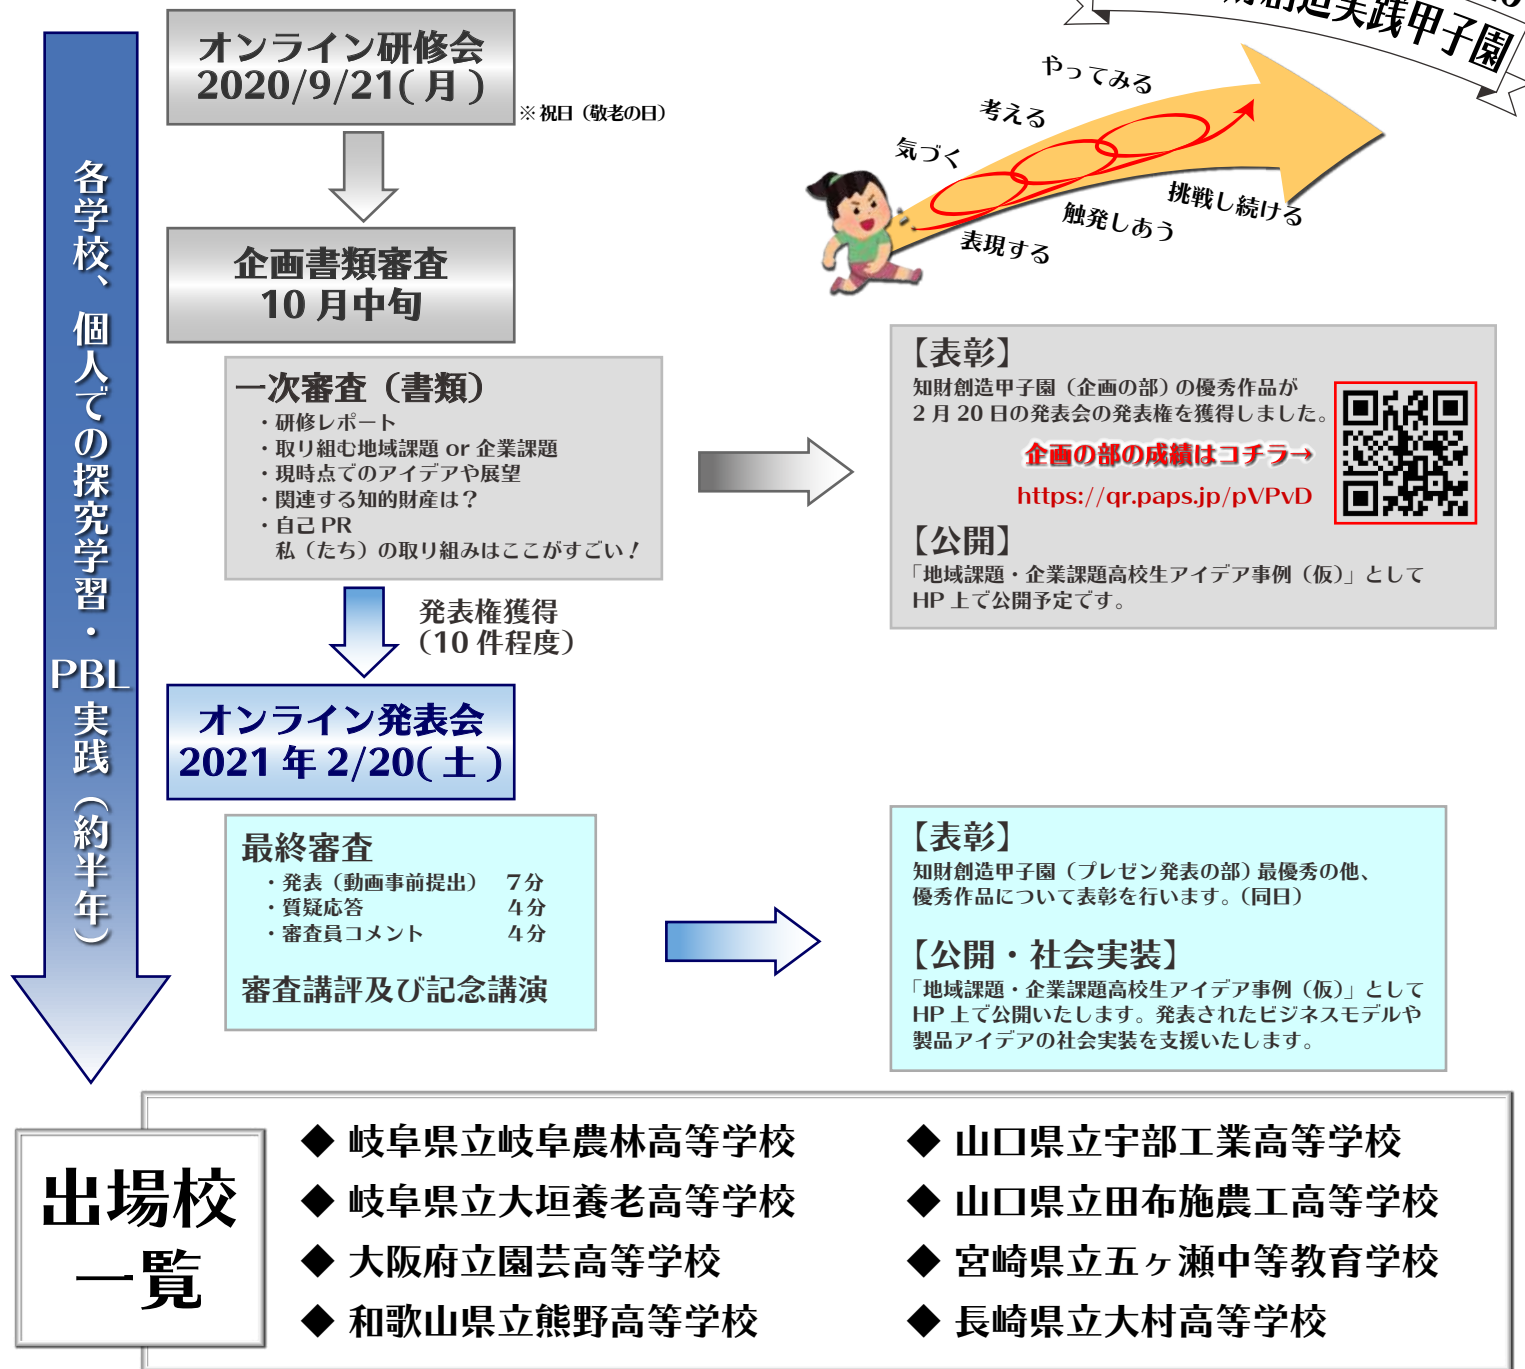 創造実践甲子園
オンライン研修会
2020/9/21(月)
※祝日（敬老の日）
やってみる
考える
気づく
挑戦し続ける
触発しあう
表現する
各学校、個人での探究学習・PBL実践（約半年）
企画書類審査
10月中旬
一次審査（書類）
・研修レポート
・取り組む地域課題 or 企業課題
・現時点でのアイデアや展望
・関連する知的財産は？
・自己 PR
私（たち）の取り組みはここがすごい！
【表彰】
知財創造甲子園（企画の部）の優秀作品が
2月20日の発表会の発表権を獲得しました。
企画の部の成績はコチラ→
https://qr.paps.jp/pVPvD
【公開】
「地域課題・企業課題高校生アイデア事例（仮）」として
HP上で公開予定です。
発表権獲得
（10件程度）
オンライン発表会
2021年2/20(土)
最終審査
・発表（動画事前提出） 7分
・質疑応答 4分
・審査員コメント 4分
審査講評及び記念講演
【表彰】
知財創造甲子園（プレゼン発表の部）最優秀の他、
優秀作品について表彰を行います。（同日）
【公開・社会実装】
「地域課題・企業課題高校生アイデア事例（仮）」として
HP上で公開いたします。発表されたビジネスモデルや
製品アイデアの社会実装を支援いたします。
出場校
一覧
◆ 岐阜県立岐阜農林高等学校
◆ 岐阜県立大垣養老高等学校
◆ 大阪府立園芸高等学校
◆ 和歌山県立熊野高等学校
◆ 山口県立宇部工業高等学校
◆ 山口県立田布施農工高等学校
◆ 宮崎県立五ヶ瀬中等教育学校
◆ 長崎県立大村高等学校